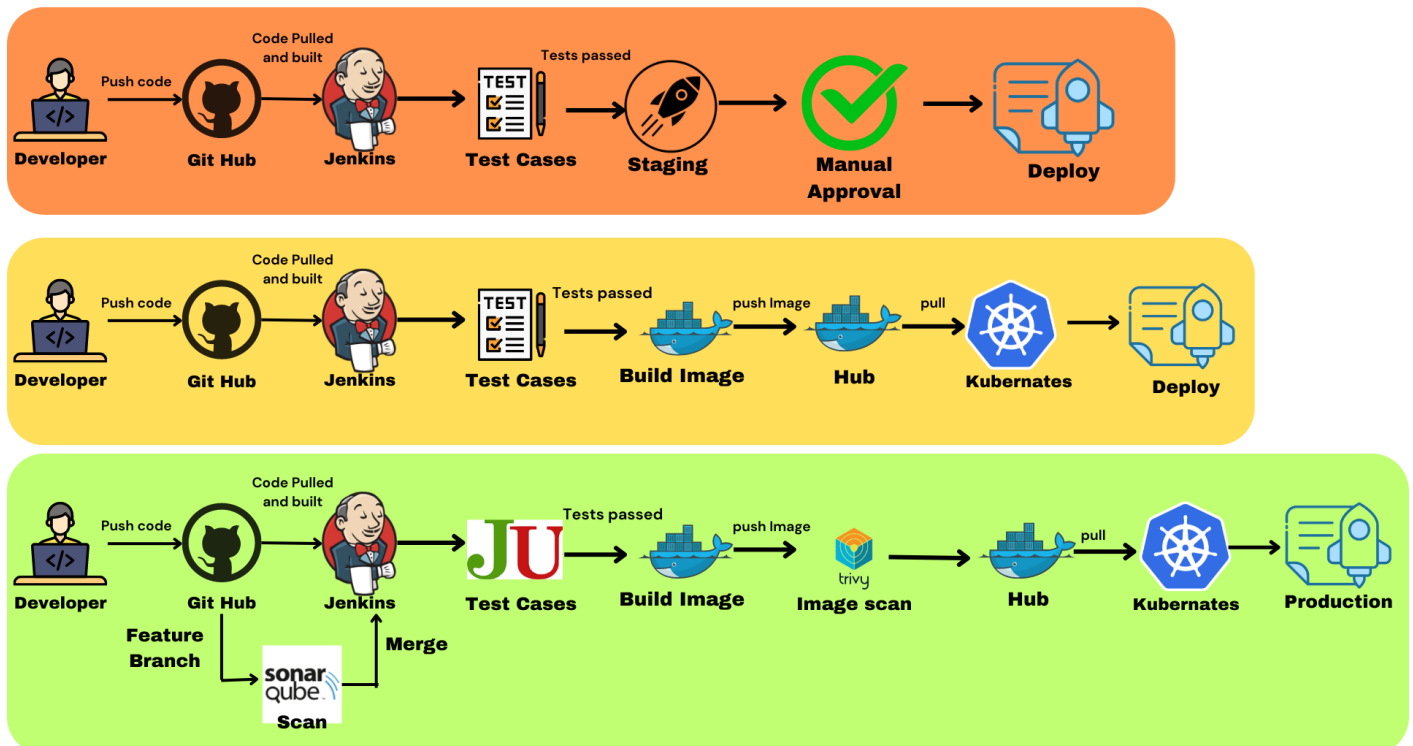 Code Pulled
and built
Push code
Tests passed
</>
TEST
Developer
Git Hub
Jenkins
Test Cases
Staging
Manual
Approval
Deploy
Code Pulled
and built
Push code
Tests passed
push Image
pull
</>
TEST
Developer
Git Hub
Jenkins
Test Cases
Build Image
Hub
Kubernates
Deploy
Code Pulled
and built
Push code
Tests passed
push Image
pull
</>
JU
trivy
Developer
Git Hub
Jenkins
Test Cases
Build Image
Image scan
Hub
Kubernates
Production
Feature
Branch
Merge
sonar
qube
Scan